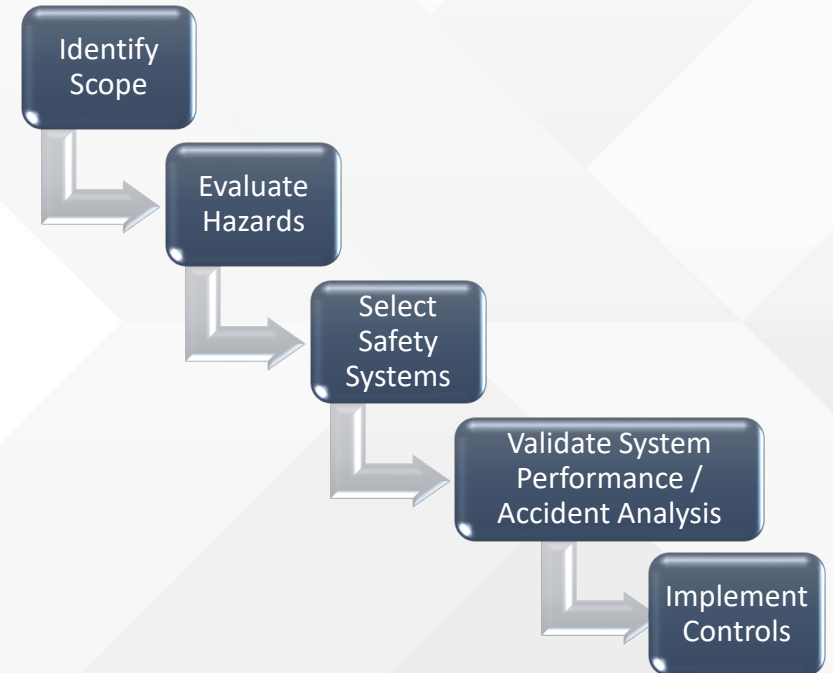 Identify
Scope
Evaluate
Hazards
Select
Safety
Systems
Validate System
Performance /
Accident Analysis
Implement
Controls